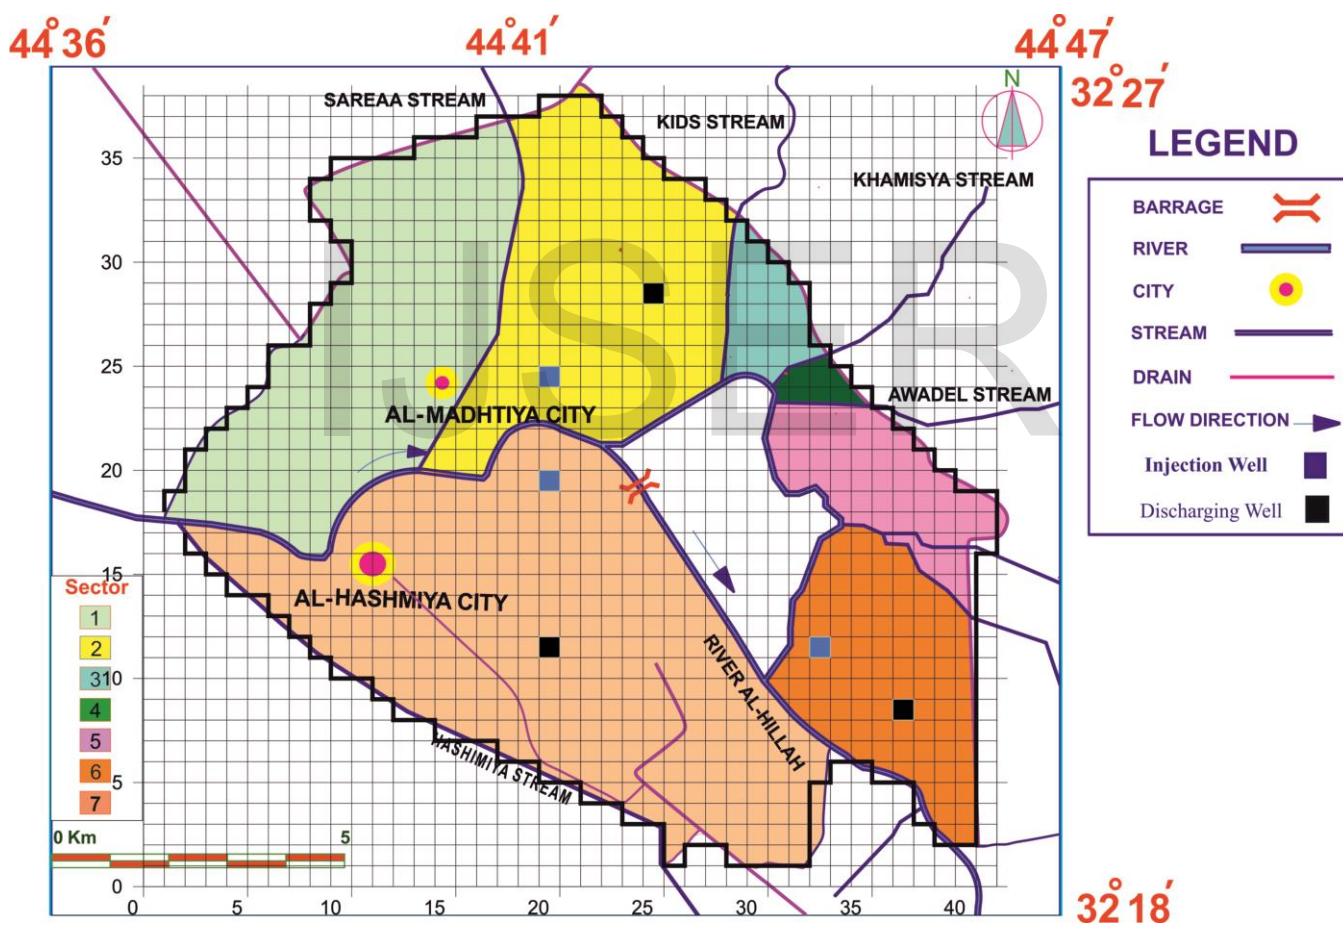 44°36′
44°41′
44°47′
32°27′
SAREAA STREAM
KIDS STREAM
KHAMISYA STREAM
AWADEL STREAM
N
IJSER
AL-MADHTIYA CITY
AL-HASHMIYA CITY
RIVER AL-HILLAH
HASHIMIYA STREAM
35
30
25
20
15
10
5
0
0 5 10 15 20 25 30 35 40
Sector
1
2
3
4
5
6
7
0 Km 5
LEGEND
BARRAGE
RIVER
CITY
STREAM
DRAIN
FLOW DIRECTION
Injection Well
Discharging Well
32°18′